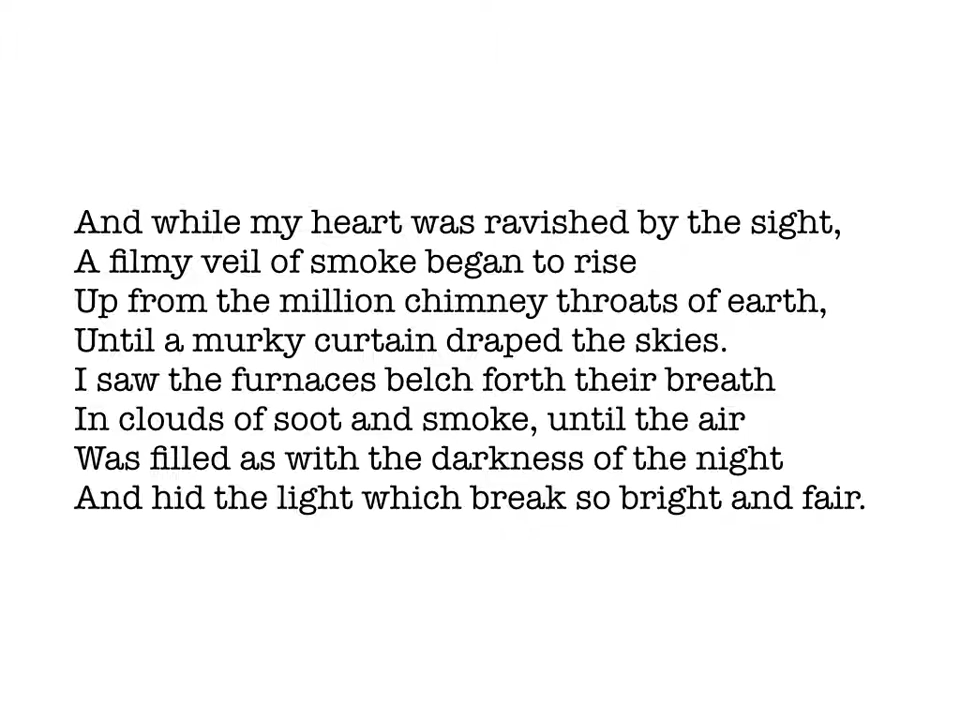 And while my heart was ravished by the sight,
A filmy veil of smoke began to rise
Up from the million chimney throats of earth,
Until a murky curtain draped the skies.
I saw the furnaces belch forth their breath
In clouds of soot and smoke, until the air
Was filled as with the darkness of the night
And hid the light which break so bright and fair.